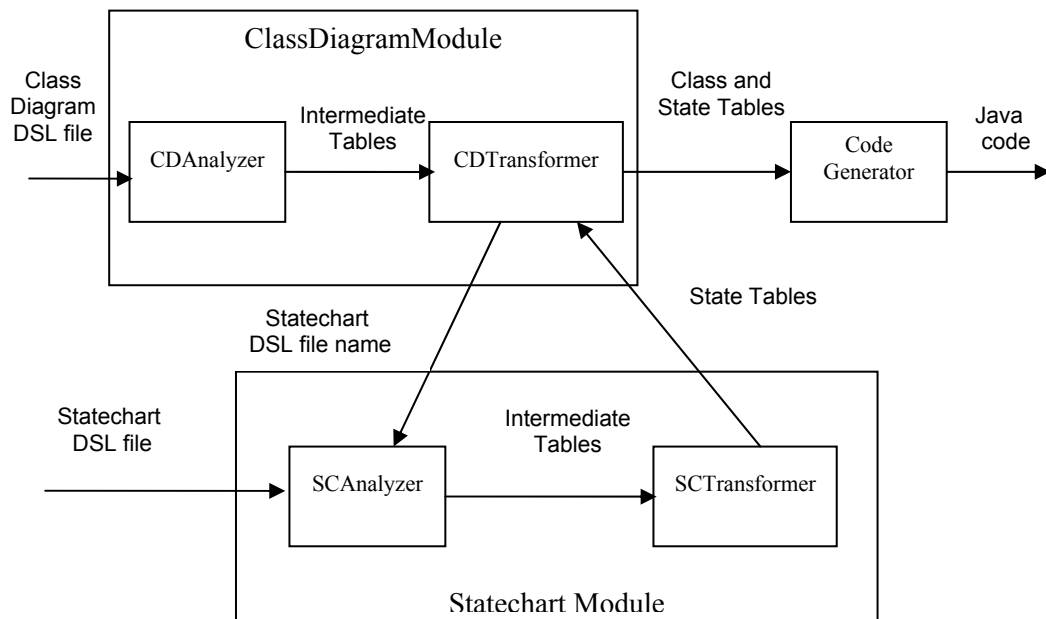 ClassDiagramModule
Class
Diagram
DSL file
CDAnalyzer
Intermediate
Tables
CDTransformer
Class and
State Tables
Code
Generator
Java
code
Statechart
DSL file name
State Tables
Statechart
DSL file
SCAnalyzer
Intermediate
Tables
SCTransformer
Statechart Module